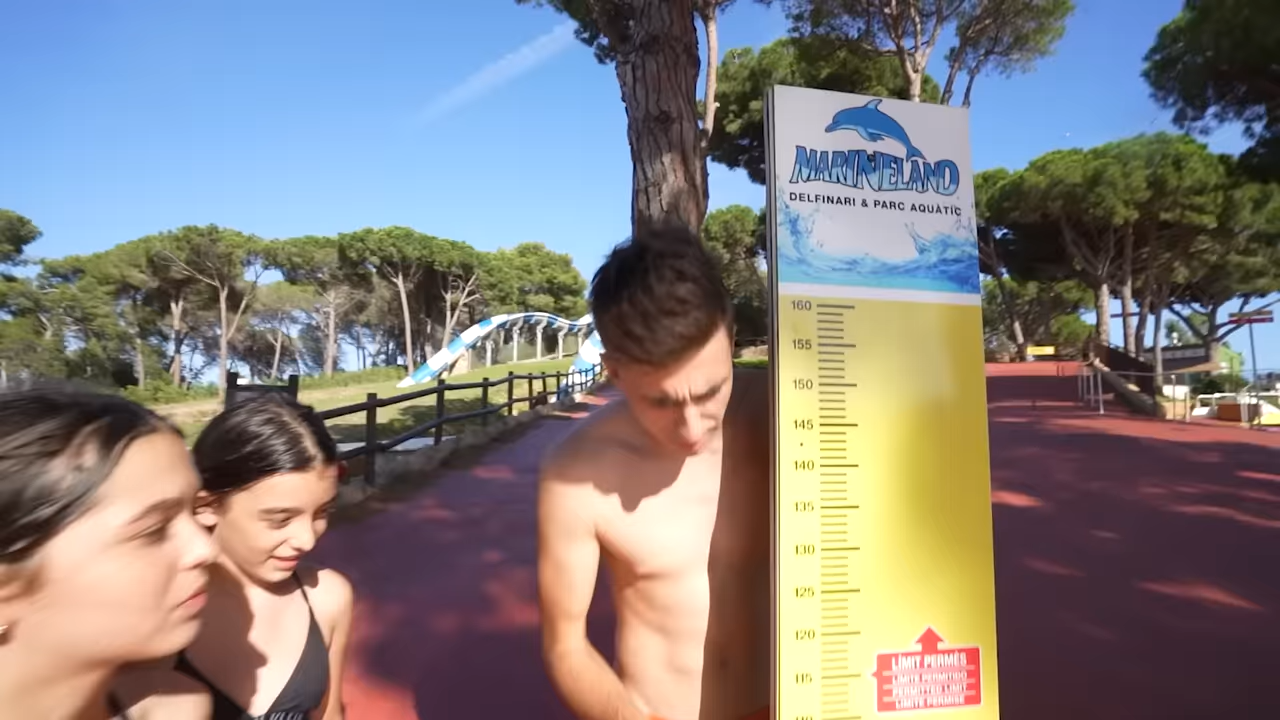 MARINELAND
DELFINARI & PARC AQUÀTIC
160
155
150
145
140
135
130
125
120
115
110
LÍMIT PERMÈS
LÍMITE PERMITIDO
PERMITTED LIMIT
LIMITE PERMISE